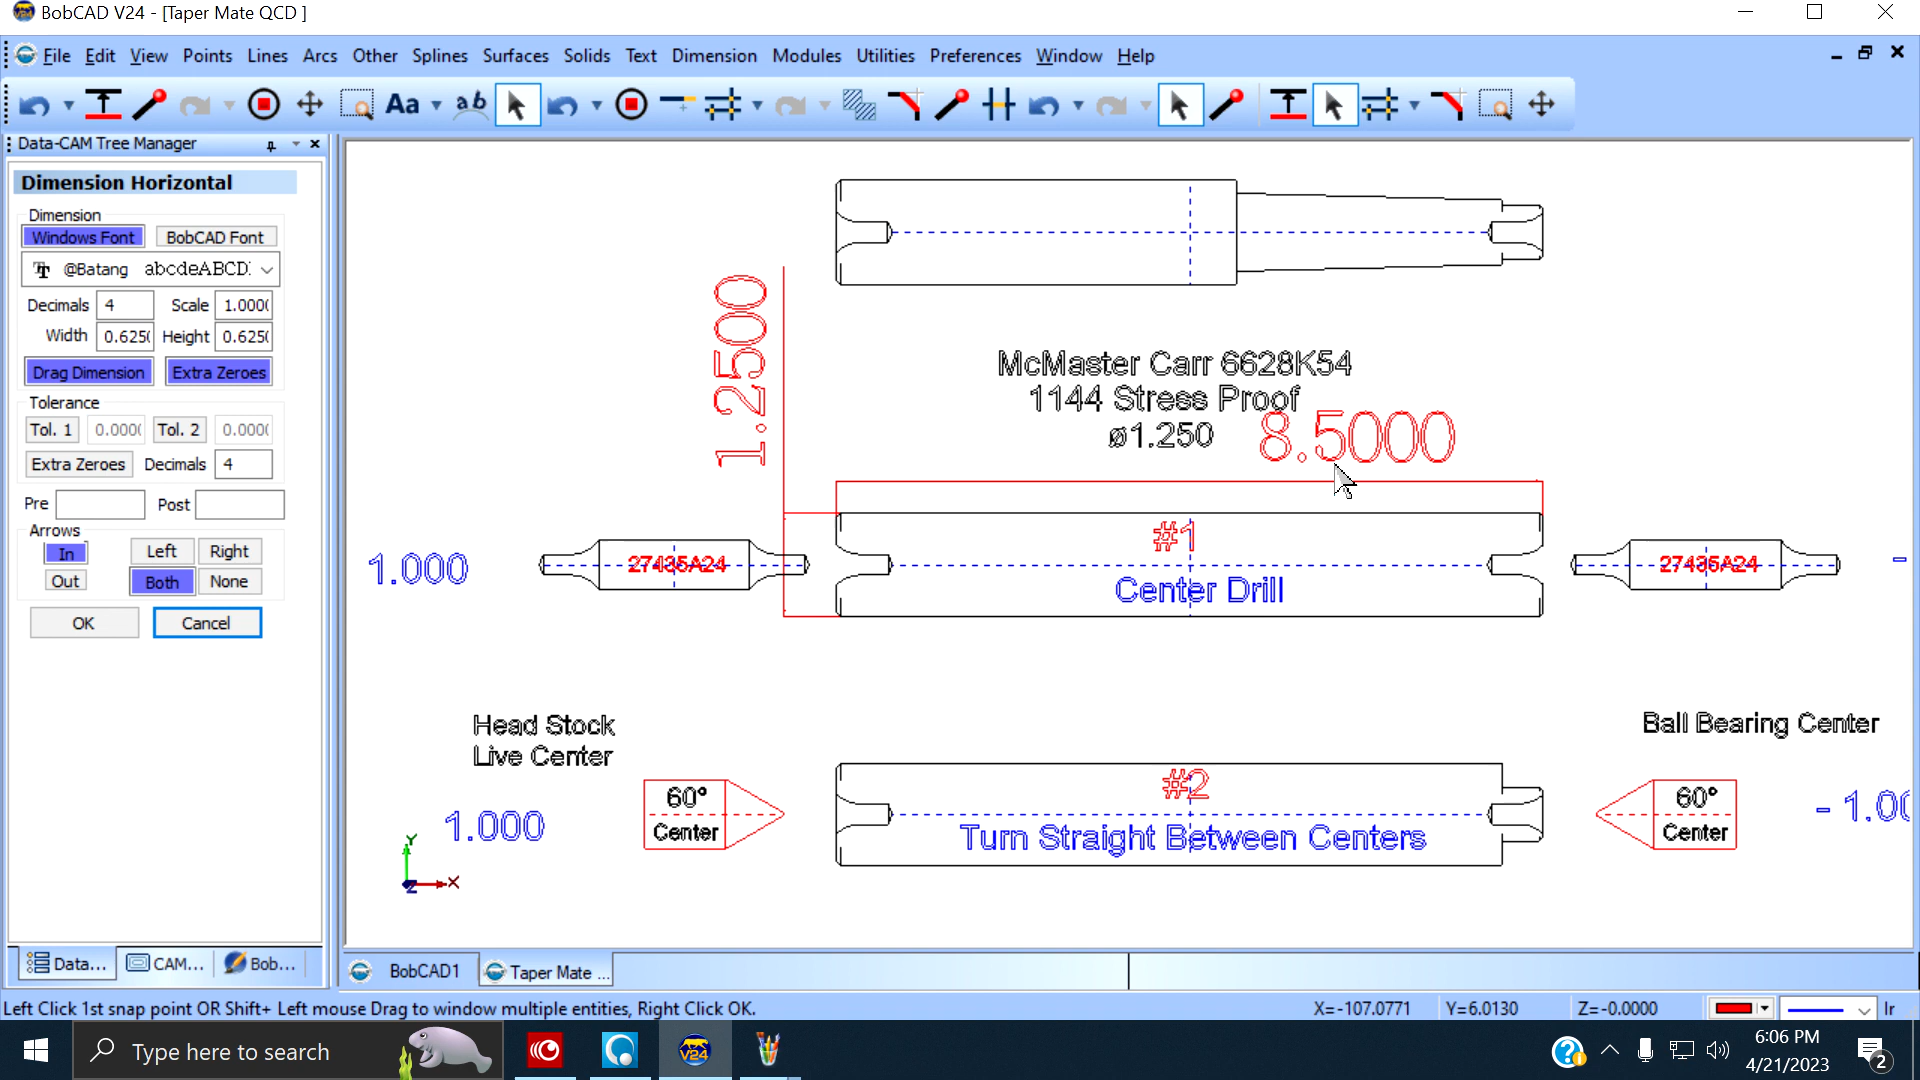 BobCAD V24 - [Taper Mate QCD ]
File Edit View Points Lines Arcs Other Splines Surfaces Solids Text Dimension Modules Utilities Preferences Window Help
Aa ab
Data-CAM Tree Manager
Dimension Horizontal
Dimension
Windows Font BobCAD Font
@Batang abcdeABCD
Decimals 4 Scale 1.000(
Width 0.625( Height 0.625(
Drag Dimension Extra Zeroes
Tolerance
Tol. 1 0.000( Tol. 2 0.000(
Extra Zeroes Decimals 4
Pre Post
Arrows
In Left Right
Out Both None
OK Cancel
Data... CAM... Bob...
1.2500
McMaster Carr 6628K54
1144 Stress Proof
ø1.250
8.5000
#1
Center Drill
1.000
27435A24
27435A24
-
Head Stock
Live Center
Ball Bearing Center
1.000
60°
Center
#2
Turn Straight Between Centers
60°
Center
- 1.00
Y
X
Z
BobCAD1 Taper Mate ...
Left Click 1st snap point OR Shift+ Left mouse Drag to window multiple entities, Right Click OK.
X=-107.0771 Y=6.0130 Z=-0.0000 Ir
Type here to search
V24
6:06 PM
4/21/2023
2